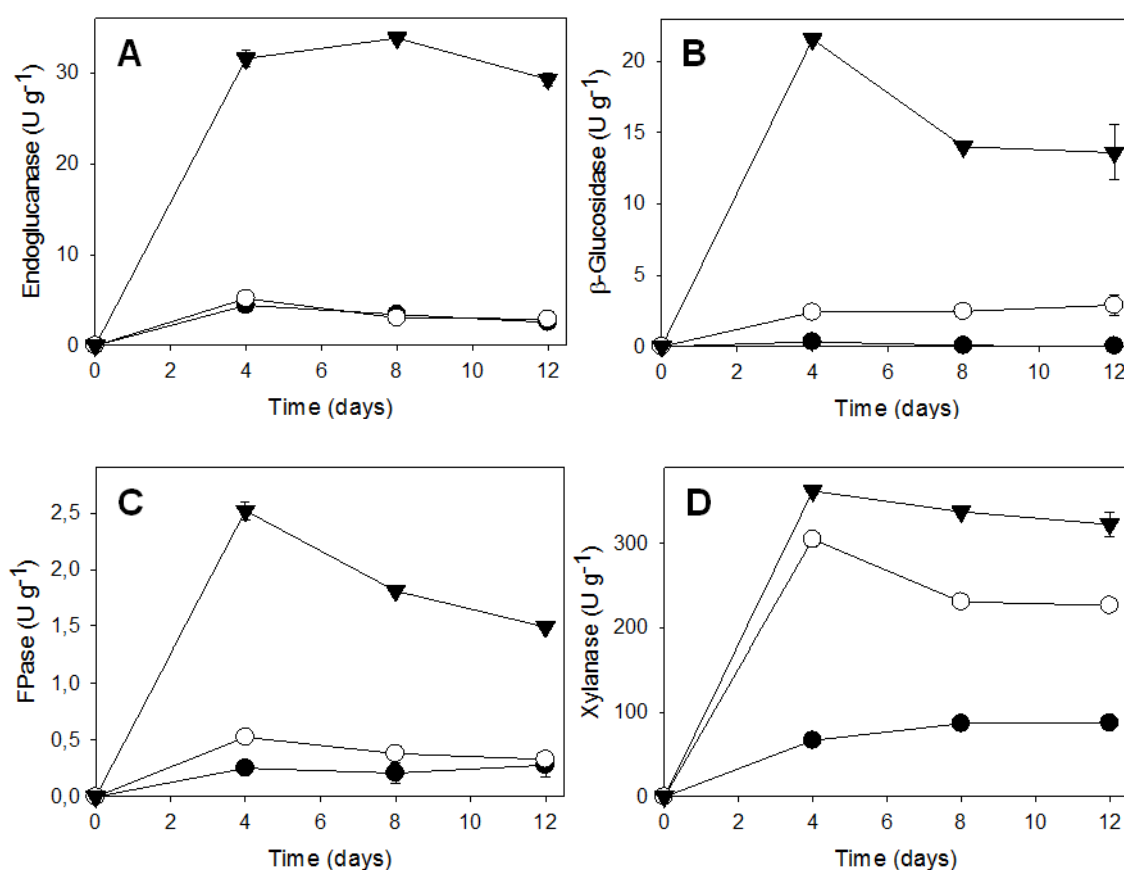 A
Endoglucanase (U g⁻¹)
30
20
10
0
0 2 4 6 8 10 12
Time (days)
B
β-Glucosidase (U g⁻¹)
20
15
10
5
0
0 2 4 6 8 10 12
Time (days)
C
FPase (U g⁻¹)
2,5
2,0
1,5
1,0
0,5
0,0
0 2 4 6 8 10 12
Time (days)
D
Xylanase (U g⁻¹)
300
200
100
0
0 2 4 6 8 10 12
Time (days)